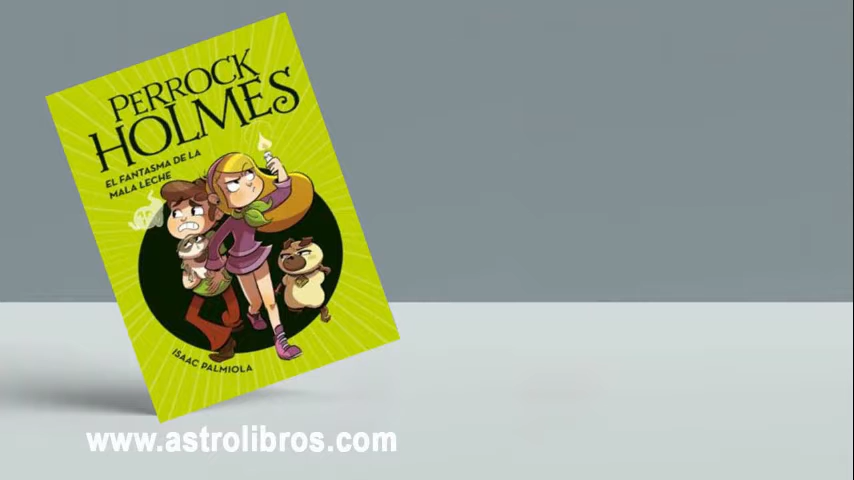 PERROCK
HOLMES
EL FANTASMA DE LA
MALA LECHE
ISAAC PALMIOLA
www.astrolibros.com